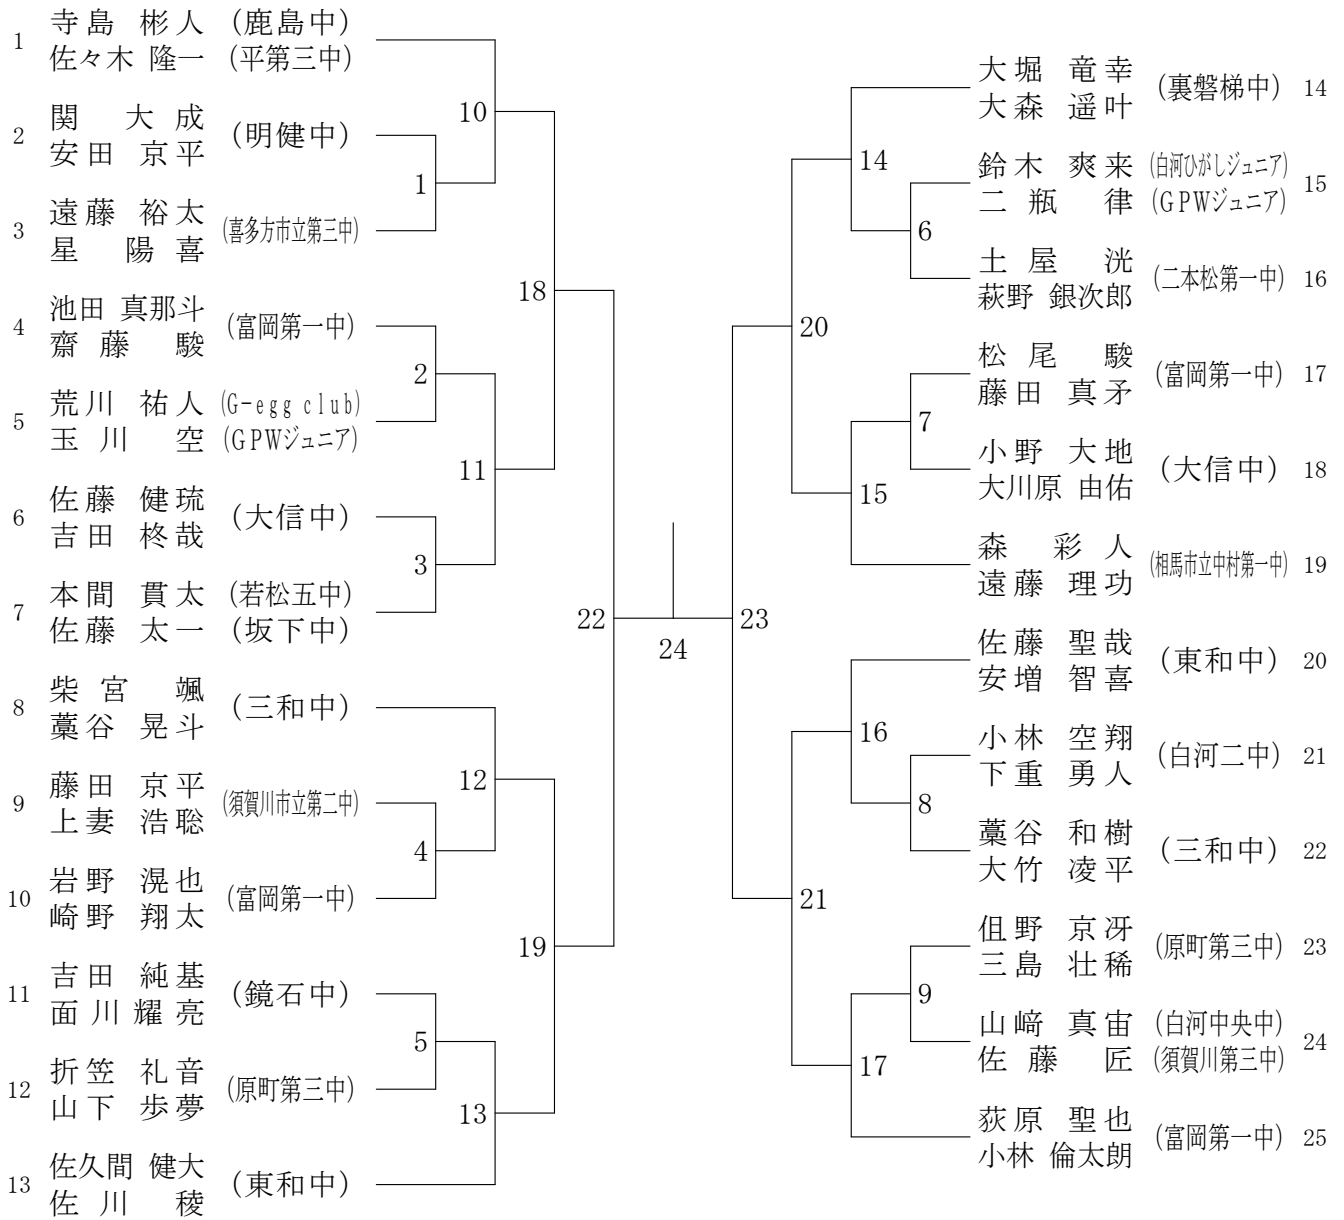 1 寺島 彬人 (鹿島中)
佐々木 隆一 (平第三中)
2 関 大成 (明健中)
安田 京平
3 遠藤 裕太 (喜多方市立第三中)
星 陽喜
4 池田 真那斗 (富岡第一中)
齋藤 駿
5 荒川 祐人 (G-egg club)
玉川 空 (GPWジュニア)
6 佐藤 健琉 (大信中)
吉田 柊哉
7 本間 貫太 (若松五中)
佐藤 太一 (坂下中)
8 柴宮 颯 (三和中)
藁谷 晃斗
9 藤田 京平 (須賀川市立第二中)
上妻 浩聡
10 岩野 滉也 (富岡第一中)
崎野 翔太
11 吉田 純基 (鏡石中)
面川 耀亮
12 折笠 礼音 (原町第三中)
山下 歩夢
13 佐久間 健大 (東和中)
佐川 稜
10
1
18
2
11
3
22
12
4
19
5
13
24
大堀 竜幸 (裏磐梯中) 14
大森 遥叶
鈴木 爽来 (白河ひがしジュニア) 15
二瓶 律 (GPWジュニア)
土屋 洸 (二本松第一中) 16
萩野 銀次郎
松尾 駿 (富岡第一中) 17
藤田 真矛
小野 大地 (大信中) 18
大川原 由佑
森 彩人 (相馬市立中村第一中) 19
遠藤 理功
佐藤 聖哉 (東和中) 20
安増 智喜
小林 空翔 (白河二中) 21
下重 勇人
藁谷 和樹 (三和中) 22
大竹 凌平
伹野 京冴 (原町第三中) 23
三島 壮稀
山﨑 真宙 (白河中央中) 24
佐藤 匠 (須賀川第三中)
荻原 聖也 (富岡第一中) 25
小林 倫太朗
14
6
20
7
15
23
16
8
21
9
17